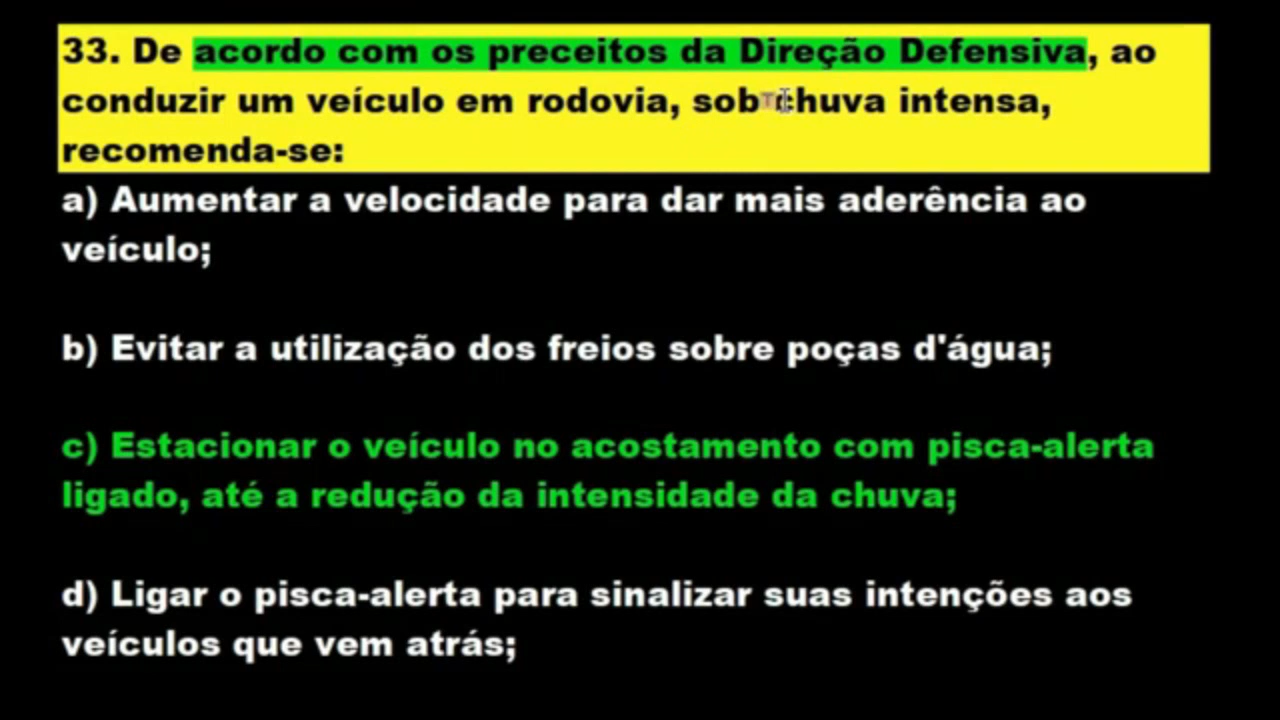 33. De acordo com os preceitos da Direção Defensiva, ao
conduzir um veículo em rodovia, sob chuva intensa,
recomenda-se:
a) Aumentar a velocidade para dar mais aderência ao
veículo;
b) Evitar a utilização dos freios sobre poças d'água;
c) Estacionar o veículo no acostamento com pisca-alerta
ligado, até a redução da intensidade da chuva;
d) Ligar o pisca-alerta para sinalizar suas intenções aos
veículos que vem atrás;